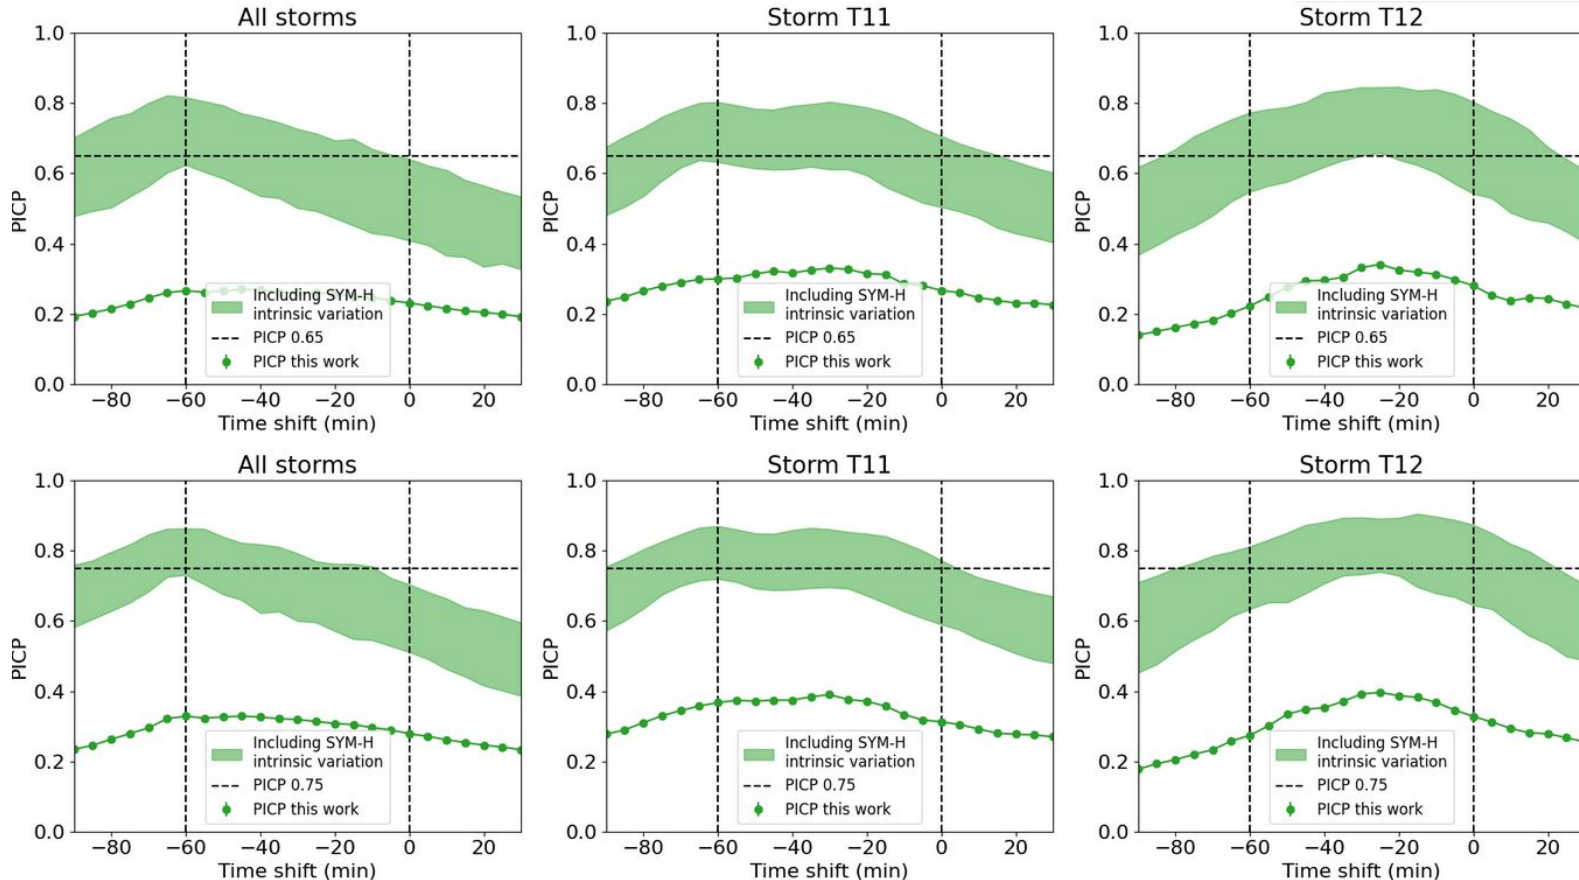 All storms
Storm T11
Storm T12
1.0
0.8
0.6
0.4
0.2
0.0
PICP
Including SYM-H
intrinsic variation
PICP 0.65
PICP this work
−80 −60 −40 −20 0 20
Time shift (min)
1.0
0.8
0.6
0.4
0.2
0.0
PICP
Including SYM-H
intrinsic variation
PICP 0.65
PICP this work
−80 −60 −40 −20 0 20
Time shift (min)
1.0
0.8
0.6
0.4
0.2
0.0
PICP
Including SYM-H
intrinsic variation
PICP 0.65
PICP this work
−80 −60 −40 −20 0 20
Time shift (min)
All storms
Storm T11
Storm T12
1.0
0.8
0.6
0.4
0.2
0.0
PICP
Including SYM-H
intrinsic variation
PICP 0.75
PICP this work
−80 −60 −40 −20 0 20
Time shift (min)
1.0
0.8
0.6
0.4
0.2
0.0
PICP
Including SYM-H
intrinsic variation
PICP 0.75
PICP this work
−80 −60 −40 −20 0 20
Time shift (min)
1.0
0.8
0.6
0.4
0.2
0.0
PICP
Including SYM-H
intrinsic variation
PICP 0.75
PICP this work
−80 −60 −40 −20 0 20
Time shift (min)